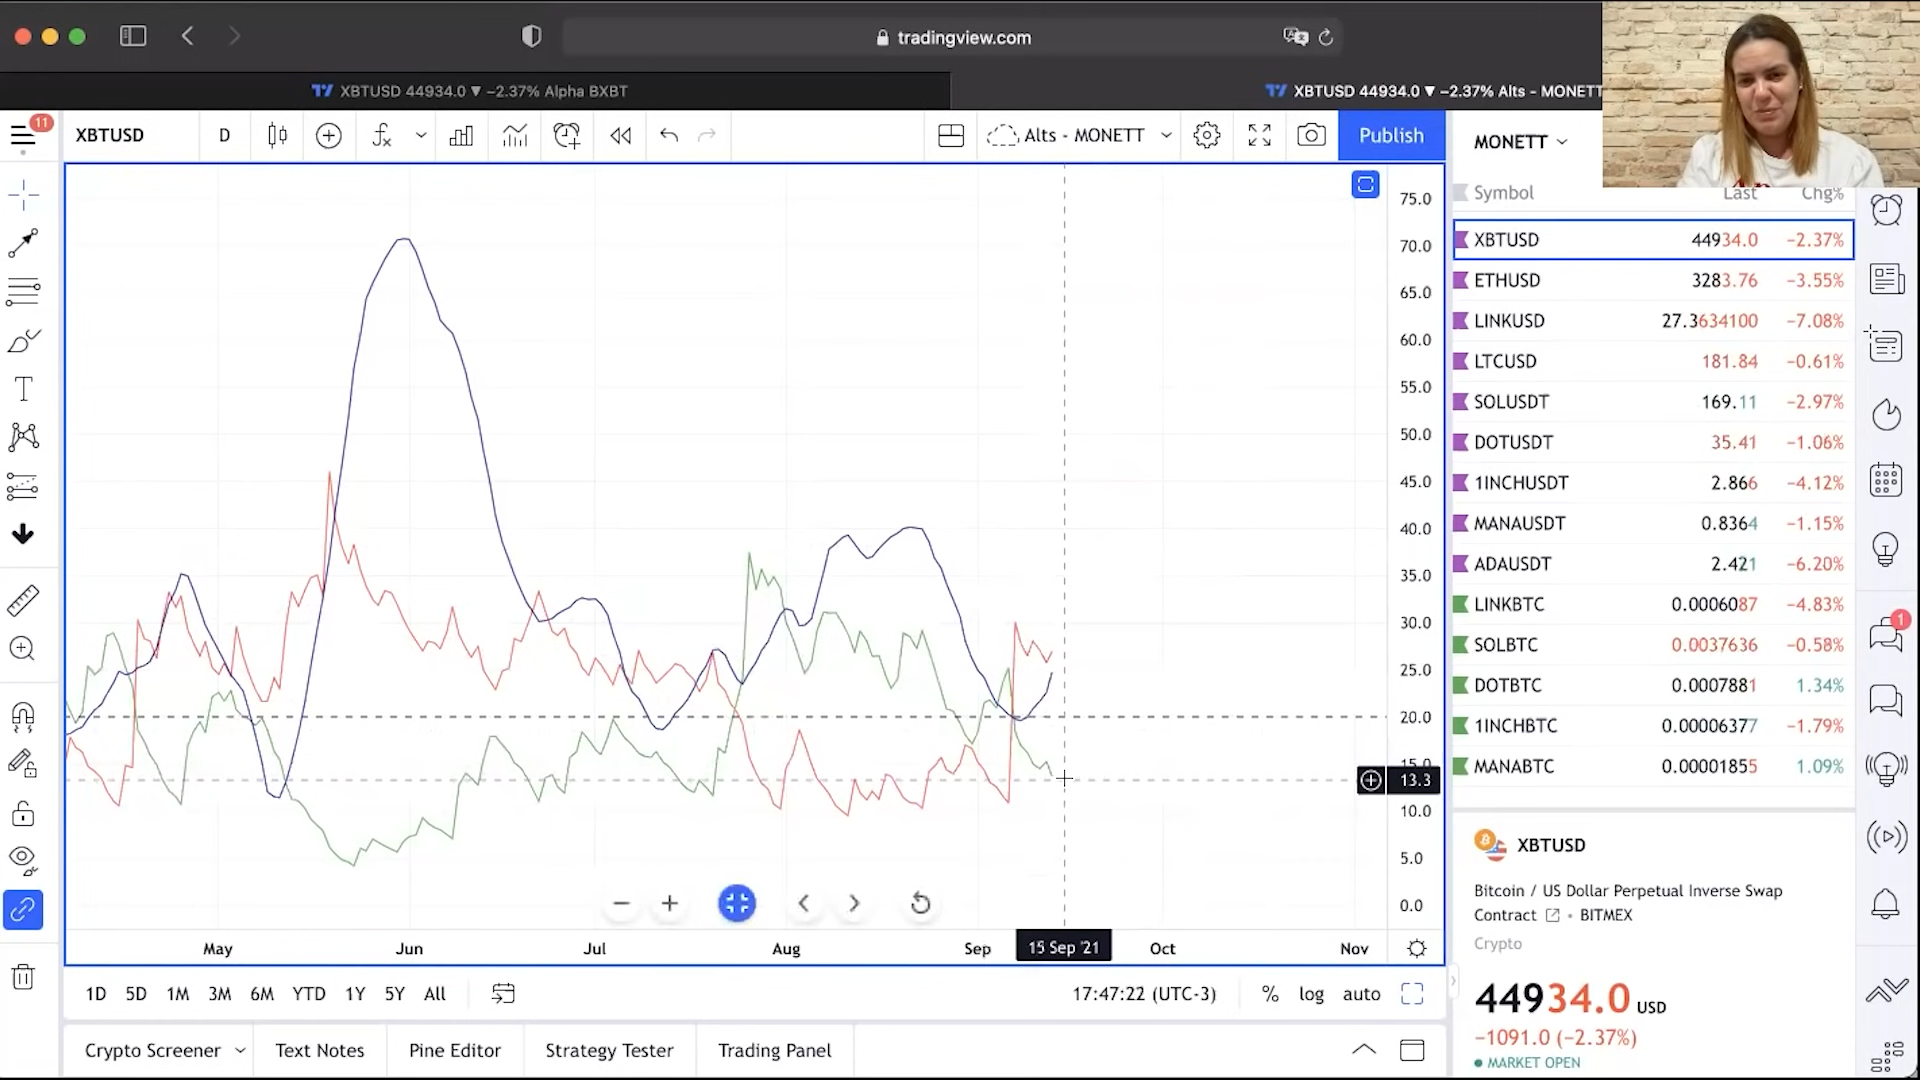 tradingview.com
XBTUSD 44934.0 ▼ −2.37% Alpha BXBT
XBTUSD 44934.0 ▼ −2.37% Alts - MONETT
11
XBTUSD
D
Alts - MONETT
Publish
MONETT
Symbol Last Chg%
XBTUSD 44934.0 −2.37%
ETHUSD 3283.76 −3.55%
LINKUSD 27.3634100 −7.08%
LTCUSD 181.84 −0.61%
SOLUSDT 169.11 −2.97%
DOTUSDT 35.41 −1.06%
1INCHUSDT 2.866 −4.12%
MANAUSDT 0.8364 −1.15%
ADAUSDT 2.421 −6.20%
LINKBTC 0.0006087 −4.83%
SOLBTC 0.0037636 −0.58%
DOTBTC 0.0007881 1.34%
1INCHBTC 0.00006377 −1.79%
MANABTC 0.00001855 1.09%
1
75.0
70.0
65.0
60.0
55.0
50.0
45.0
40.0
35.0
30.0
25.0
20.0
15.0
13.3
10.0
5.0
0.0
May Jun Jul Aug Sep 15 Sep '21 Oct Nov
XBTUSD
Bitcoin / US Dollar Perpetual Inverse Swap
Contract • BITMEX
Crypto
44934.0 USD
−1091.0 (−2.37%)
MARKET OPEN
1D 5D 1M 3M 6M YTD 1Y 5Y All
17:47:22 (UTC-3) % log auto
Crypto Screener Text Notes Pine Editor Strategy Tester Trading Panel